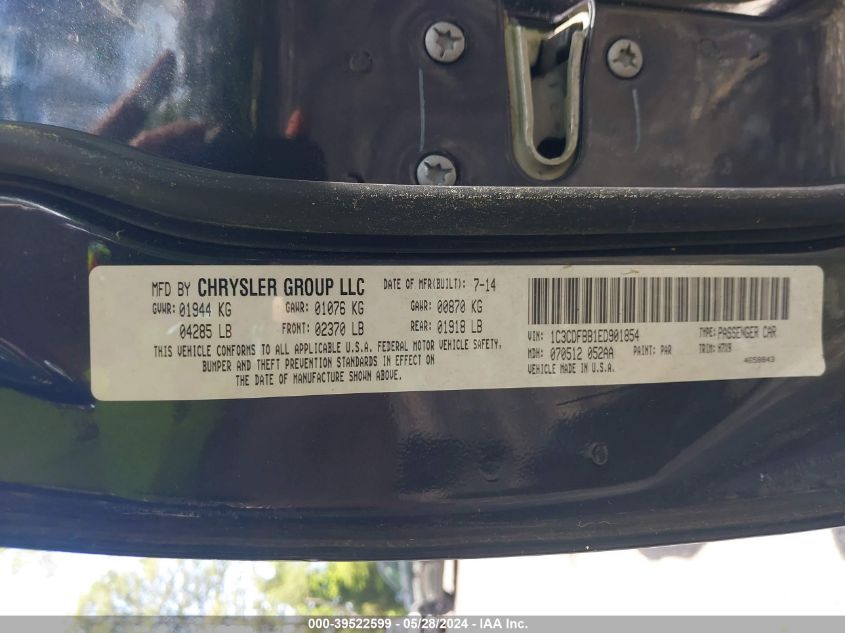 MFD BY CHRYSLER GROUP LLC DATE OF MFR(BUILT): 7-14
GVWR: 01944 KG GAWR: 01076 KG GAWR: 00870 KG
04285 LB FRONT: 02370 LB REAR: 01918 LB
THIS VEHICLE CONFORMS TO ALL APPLICABLE U.S.A. FEDERAL MOTOR VEHICLE SAFETY,
BUMPER AND THEFT PREVENTION STANDARDS IN EFFECT ON
THE DATE OF MANUFACTURE SHOWN ABOVE.
VIN: 1C3CDFBB1ED901854 TYPE: PASSENGER CAR
MDH: 070512 052AA PAINT: PAR TRIM: H7X9
VEHICLE MADE IN U.S.A. 4658843
000-39522599 - 05/28/2024 - IAA Inc.